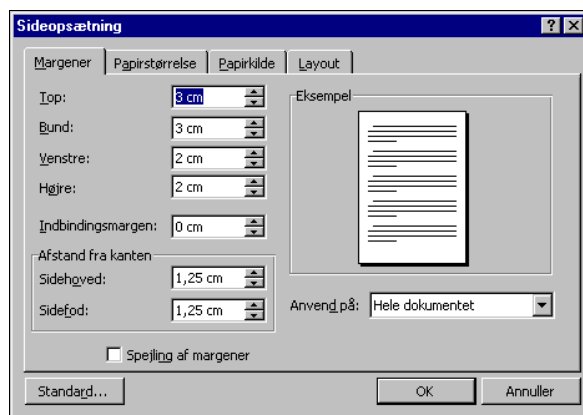 Sideopsætning
Margener Papirstørrelse Papirkilde Layout
Top: 3 cm
Bund: 3 cm
Venstre: 2 cm
Højre: 2 cm
Indbindingsmargen: 0 cm
Afstand fra kanten
Sidehoved: 1,25 cm
Sidefod: 1,25 cm
Eksempel
Anvend på: Hele dokumentet
Spejling af margener
Standard... OK Annuller